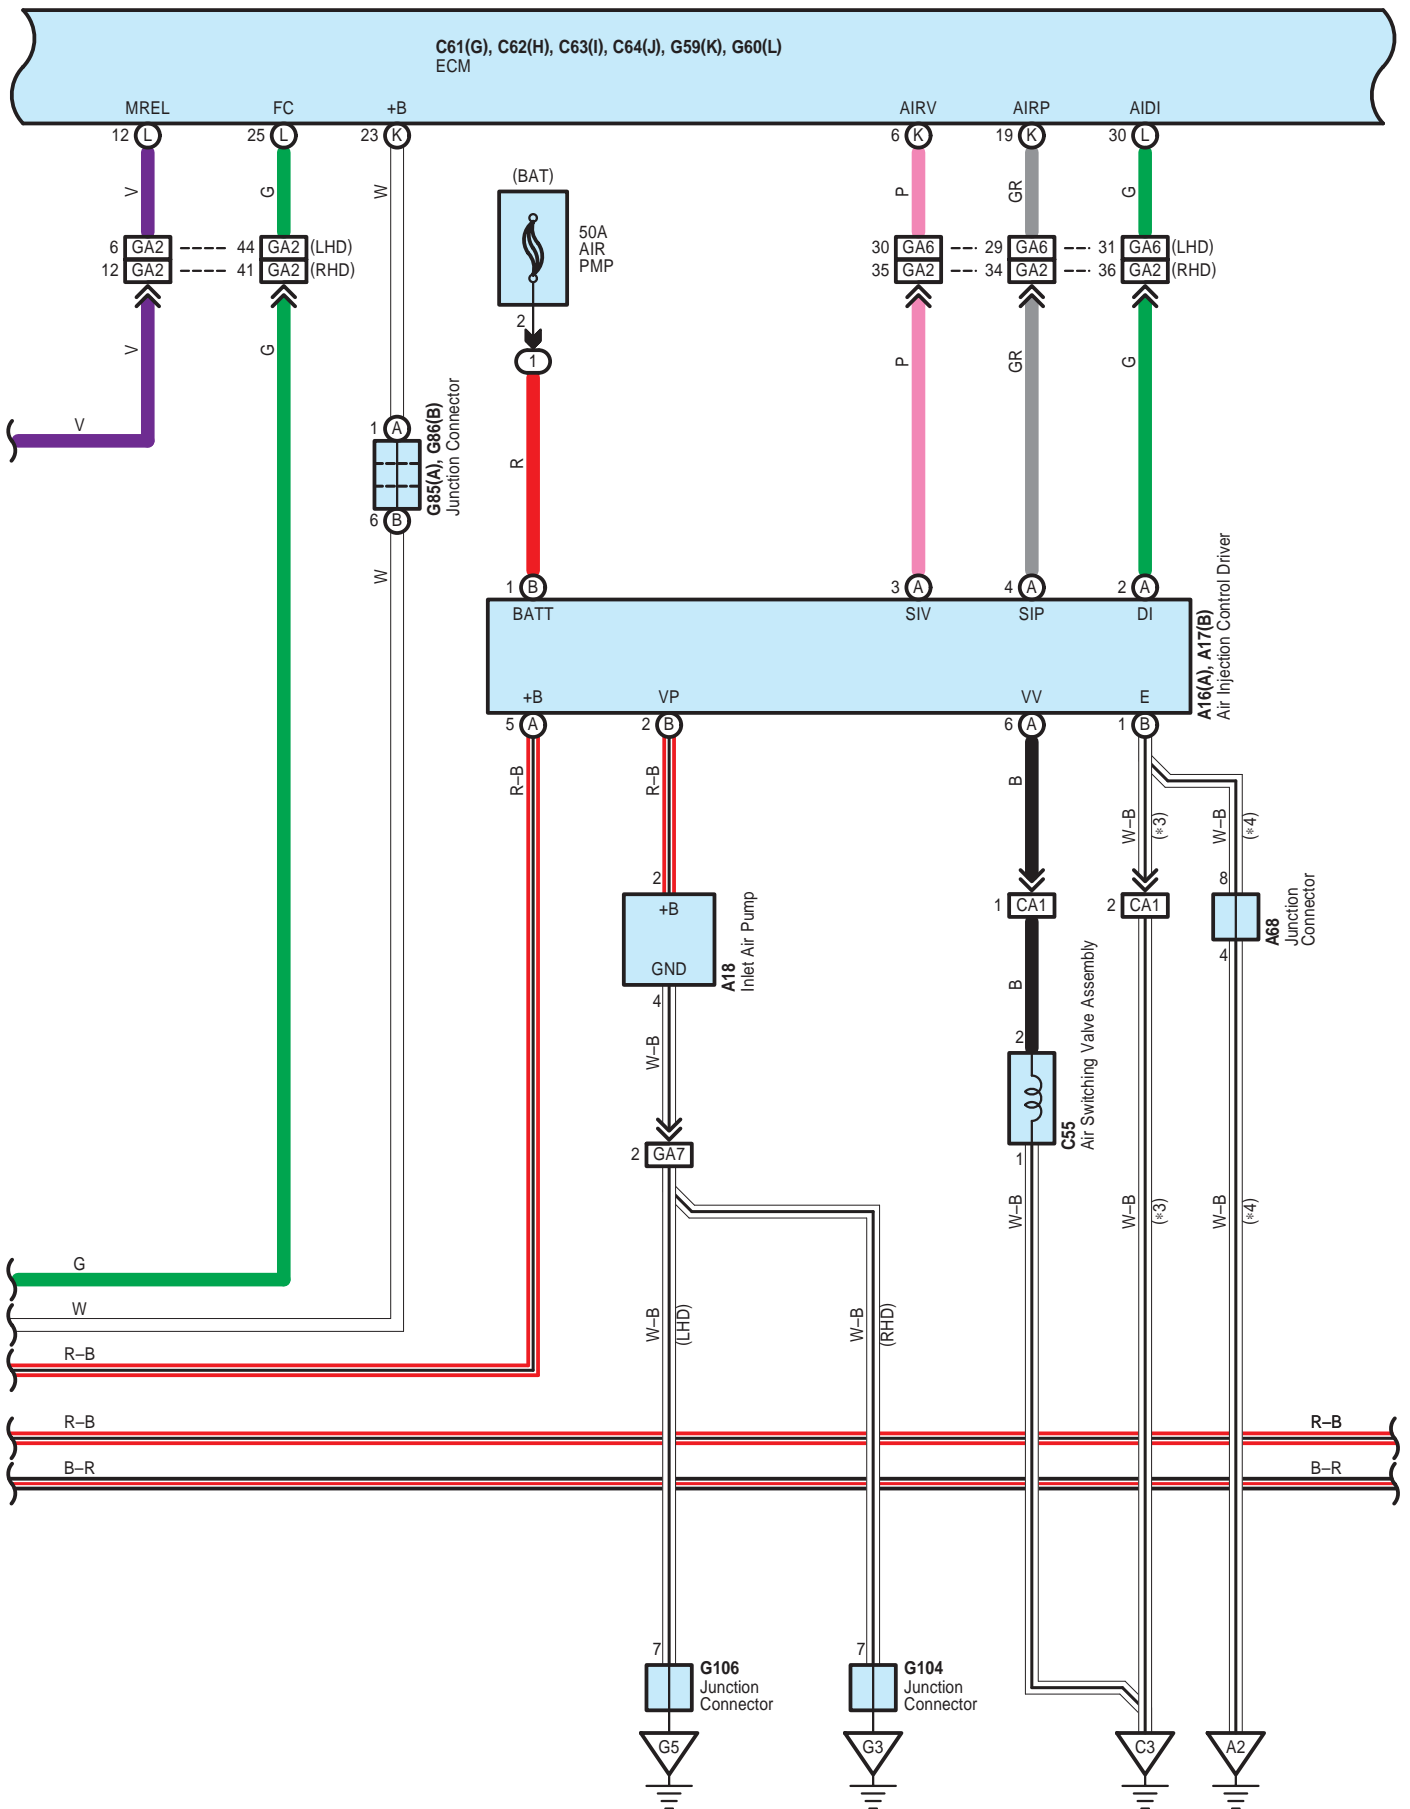 C61(G), C62(H), C63(I), C64(J), G59(K), G60(L)
ECM
MREL FC +B AIRV AIRP AIDI
12 L 25 L 23 K 6 K 19 K 30 L
(BAT)
V G W P GR G
50A
AIR
PMP
6 GA2 44 GA2 (LHD) 30 GA6 29 GA6 31 GA6 (LHD)
12 GA2 41 GA2 (RHD) 35 GA2 34 GA2 36 GA2 (RHD)
2
1
V G P GR G
V
1 A
G85(A), G86(B)
Junction Connector
R
6 B
W
1 B 3 A 4 A 2 A
BATT SIV SIP DI
A16(A), A17(B)
Air Injection Control Driver
+B VP VV E
5 A 2 B 6 A 1 B
R–B R–B B W–B (*3) W–B (*4)
2 8
+B
1 CA1 2 CA1
A18
Inlet Air Pump
A68
Junction
Connector
GND
4 4
B
C55
Air Switching Valve Assembly
W–B
2
2 GA7
1
W–B W–B (*3) W–B (*4)
G
W
W–B (LHD) W–B (RHD)
R–B
R–B R–B
B–R B–R
7 G106
Junction
Connector
7 G104
Junction
Connector
G5 G3 C3 A2